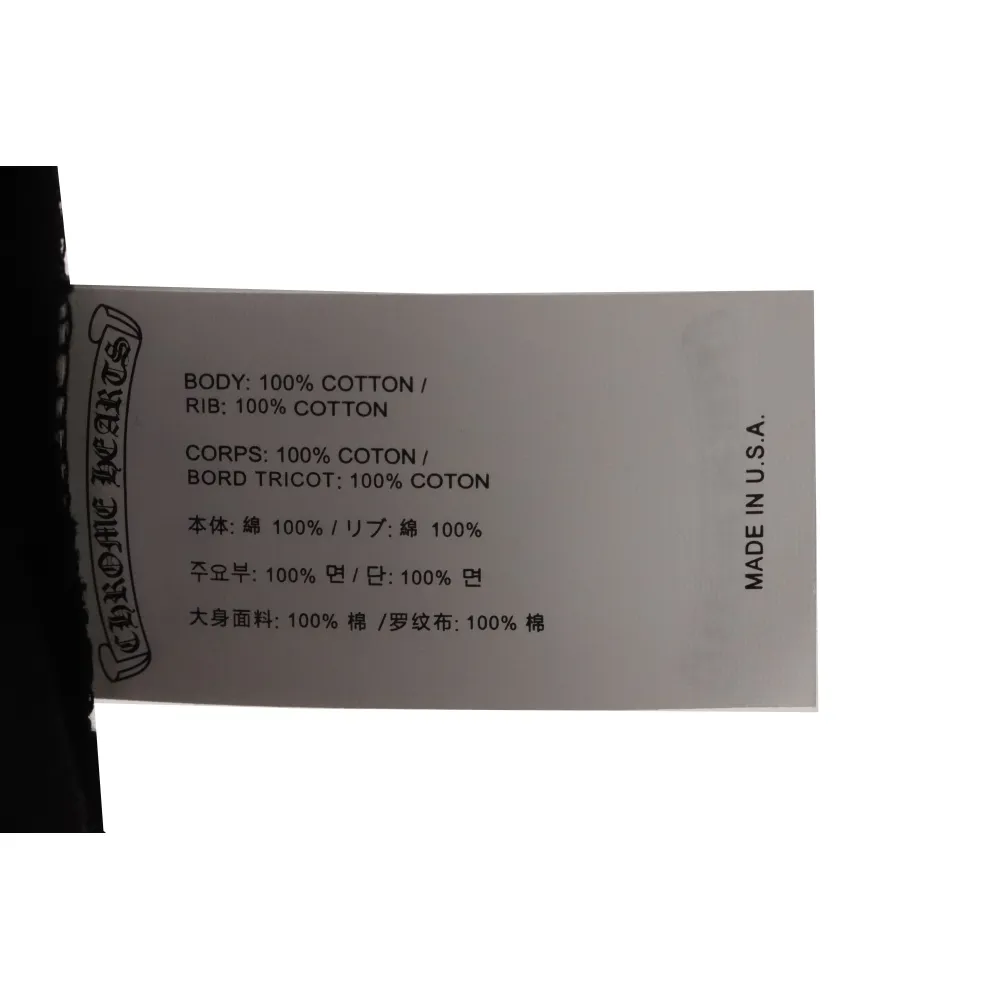 CHROME HEARTS
BODY: 100% COTTON /
RIB: 100% COTTON
CORPS: 100% COTON /
BORD TRICOT: 100% COTON
本体: 綿 100% / リブ: 綿 100%
주요부: 100% 면 / 단: 100% 면
大身面料: 100% 棉 /罗纹布: 100% 棉
MADE IN U.S.A.